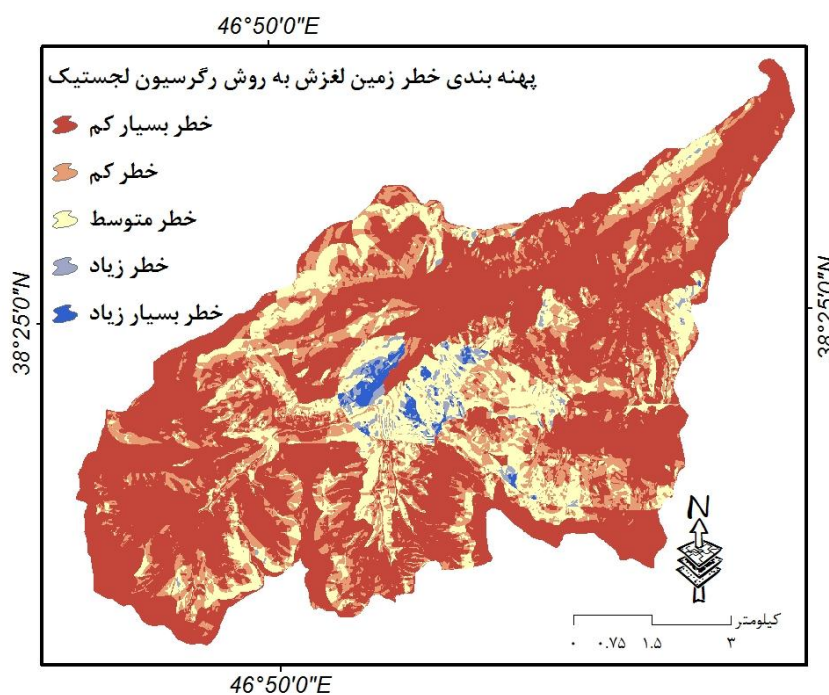 46°50'0"E
پهنه بندی خطر زمین لغزش به روش رگرسیون لجستیک
خطر بسیار کم
خطر کم
خطر متوسط
خطر زیاد
خطر بسیار زیاد
38°25'0"N
38°25'0"N
N
کیلومتر
۰ ۰.۷۵ ۱.۵ ۳
46°50'0"E